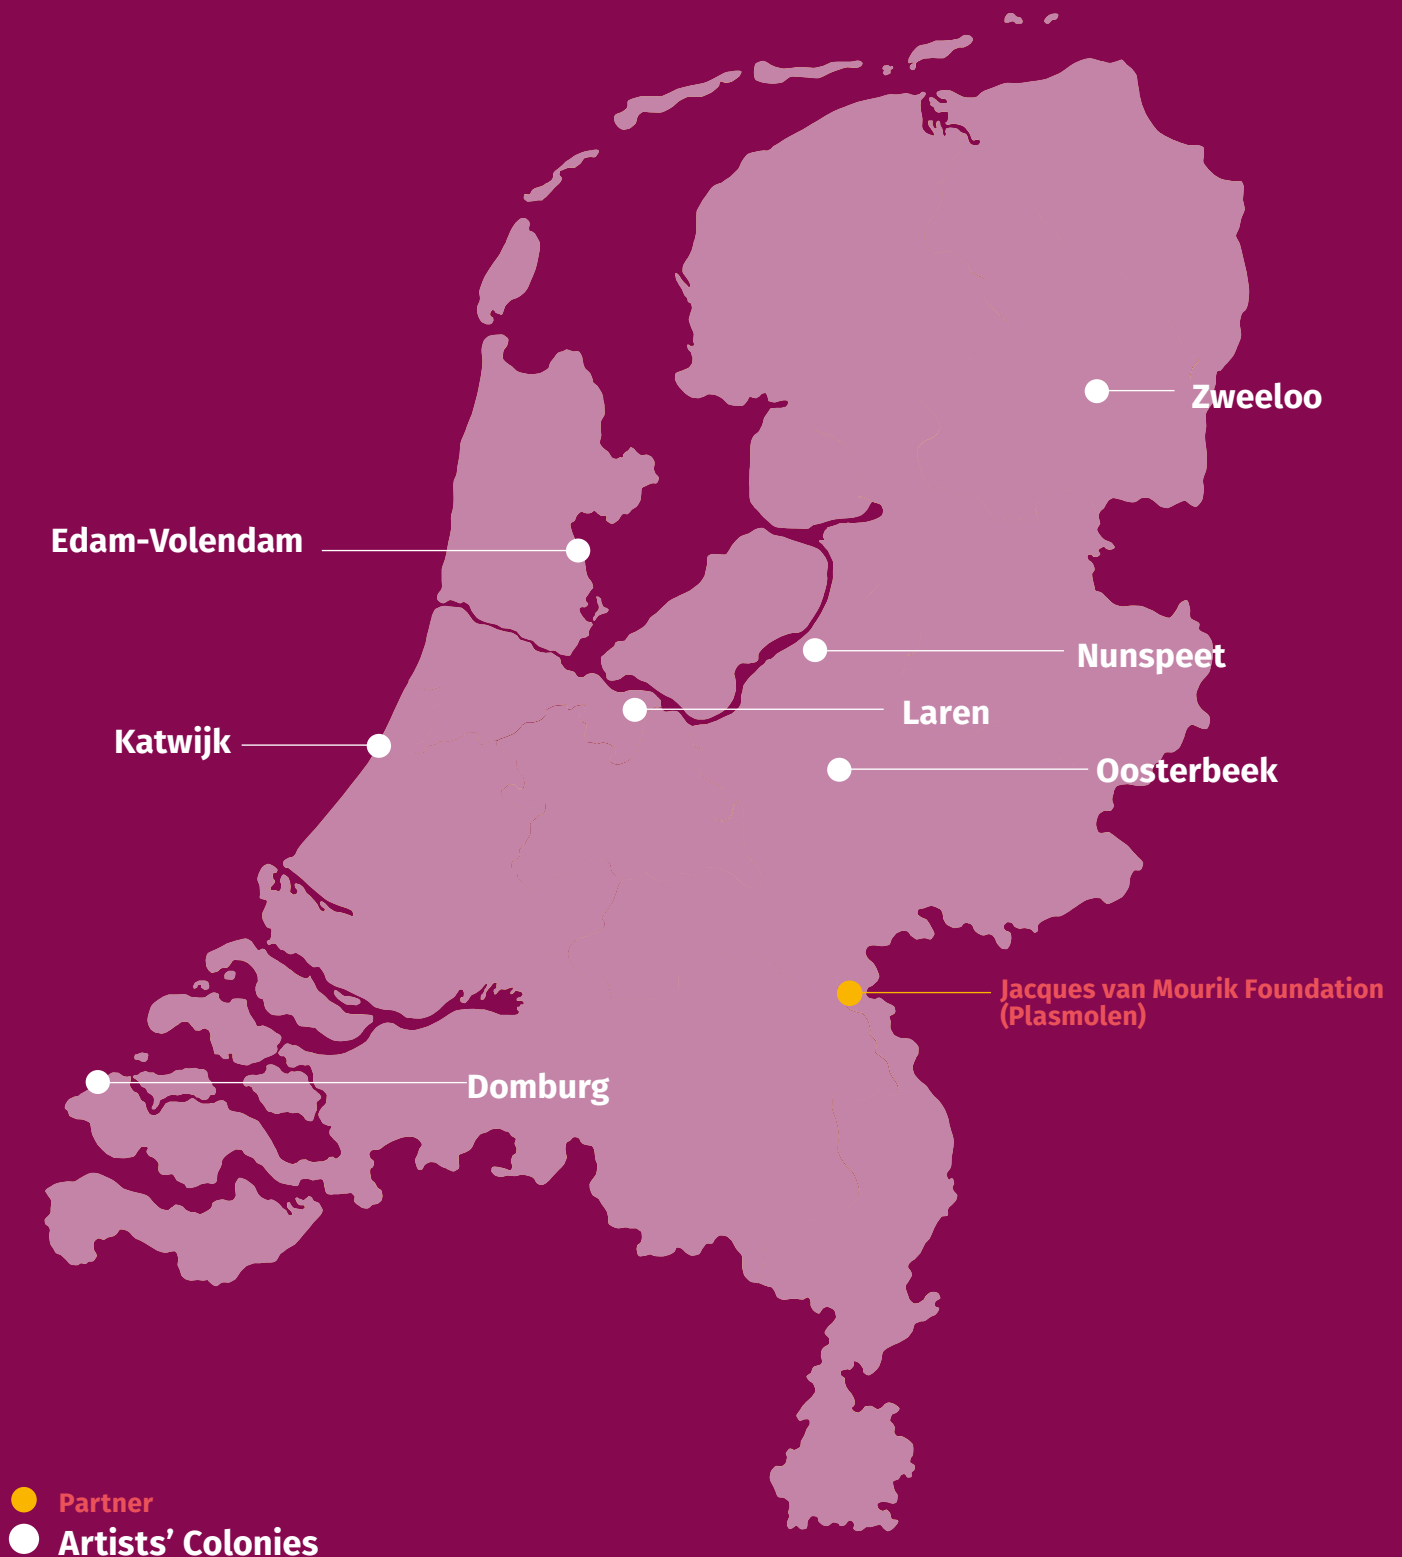 Zweeloo
Edam-Volendam
Nunspeet
Laren
Katwijk
Oosterbeek
Jacques van Mourik Foundation
(Plasmolen)
Domburg
Partner
Artists’ Colonies